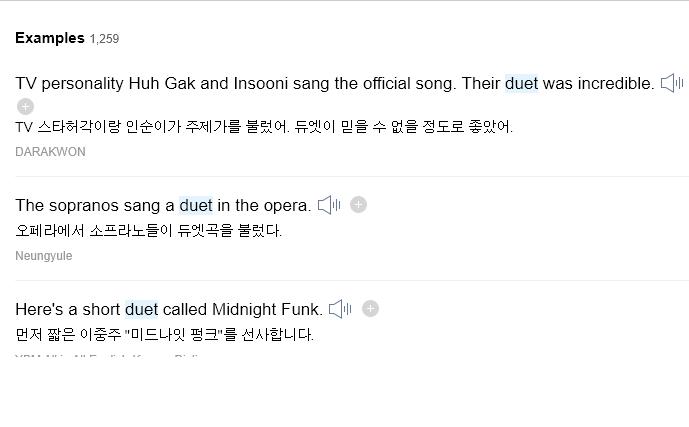 Examples 1,259
TV personality Huh Gak and Insooni sang the official song. Their duet was incredible.
TV 스타허각이랑 인순이가 주제가를 불렀어. 듀엣이 믿을 수 없을 정도로 좋았어.
DARAKWON
The sopranos sang a duet in the opera.
오페라에서 소프라노들이 듀엣곡을 불렀다.
Neungyule
Here's a short duet called Midnight Funk.
먼저 짧은 이중주 "미드나잇 펑크"를 선사합니다.